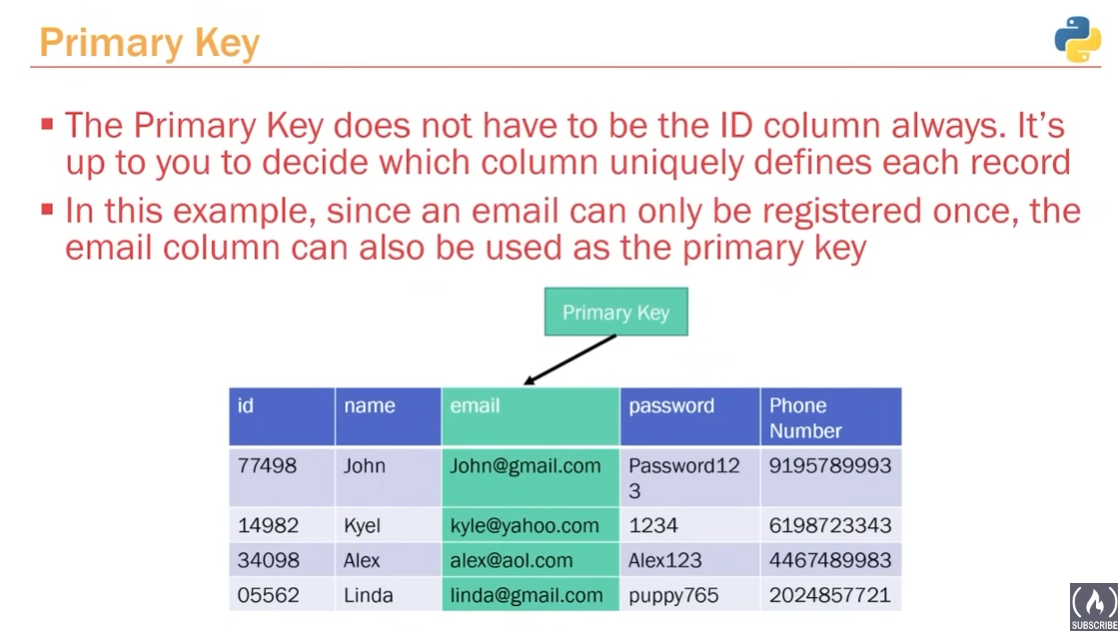 Primary Key
▪ The Primary Key does not have to be the ID column always. It's
up to you to decide which column uniquely defines each record
▪ In this example, since an email can only be registered once, the
email column can also be used as the primary key
Primary Key
id name email password Phone
Number
77498 John John@gmail.com Password12 9195789993
3
14982 Kyel kyle@yahoo.com 1234 6198723343
34098 Alex alex@aol.com Alex123 4467489983
05562 Linda linda@gmail.com puppy765 2024857721
SUBSCRIBE